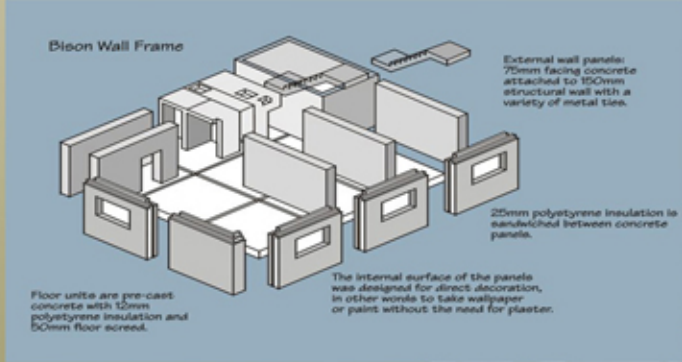 Bison Wall Frame
External wall panels:
75mm facing concrete
attached to 150mm
structural wall with a
variety of metal ties.
25mm polystyrene insulation is
sandwiched between concrete
panels.
The internal surface of the panels
was designed for direct decoration,
in other words to take wallpaper
or paint without the need for plaster.
Floor units are pre-cast
concrete with 12mm
polystyrene insulation and
50mm floor screed.